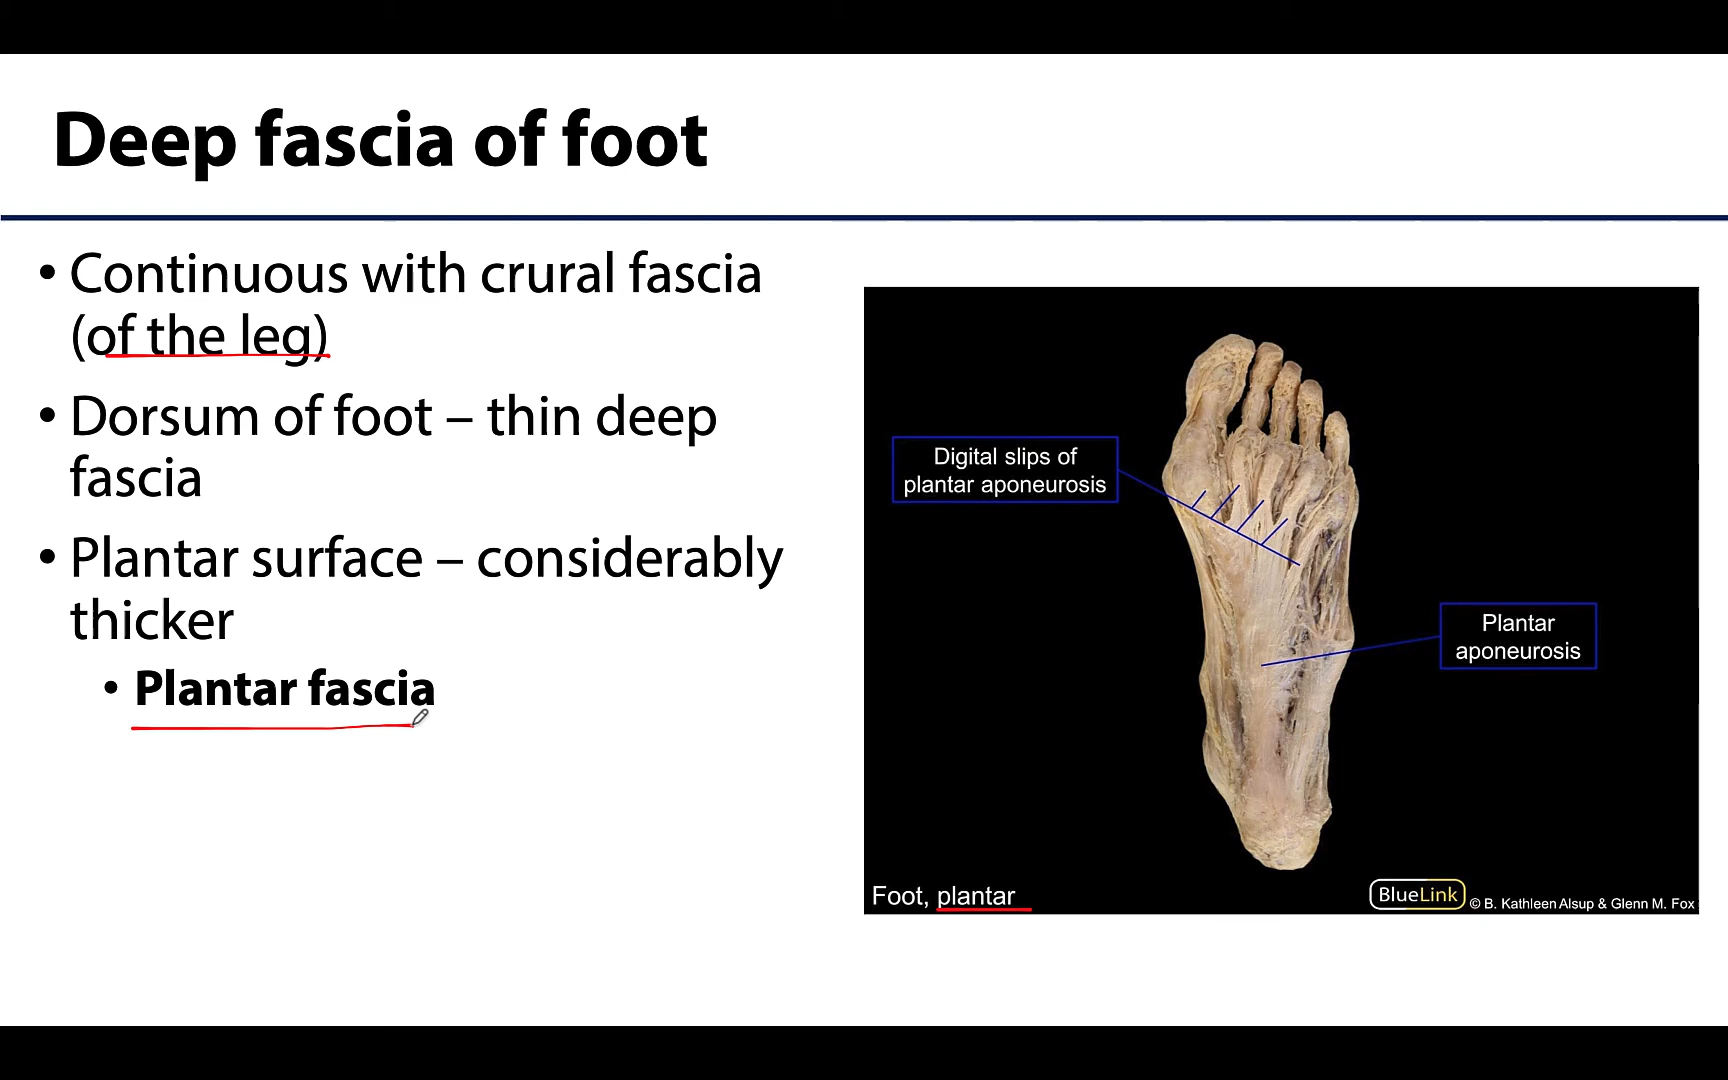 Deep fascia of foot
• Continuous with crural fascia
(of the leg)
• Dorsum of foot – thin deep
fascia
• Plantar surface – considerably
thicker
• Plantar fascia
Digital slips of
plantar aponeurosis
Plantar
aponeurosis
Foot, plantar
BlueLink
© B. Kathleen Alsup & Glenn M. Fox